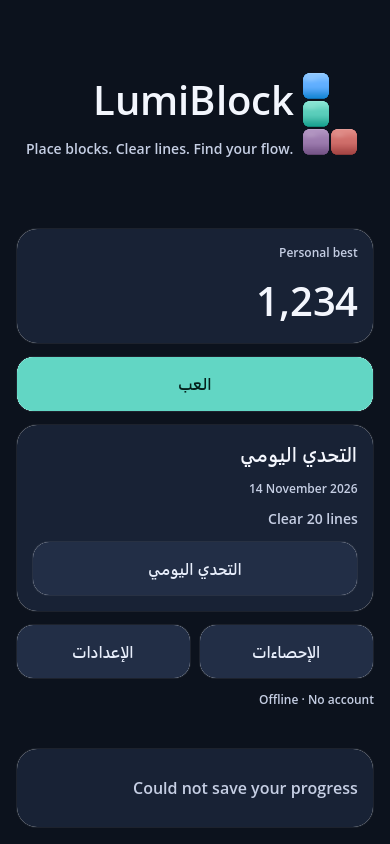 LumiBlock
Place blocks. Clear lines. Find your flow.
Personal best
1,234
العب
التحدي اليومي
14 November 2026
Clear 20 lines
التحدي اليومي
الإحصاءات
الإعدادات
Offline · No account
Could not save your progress